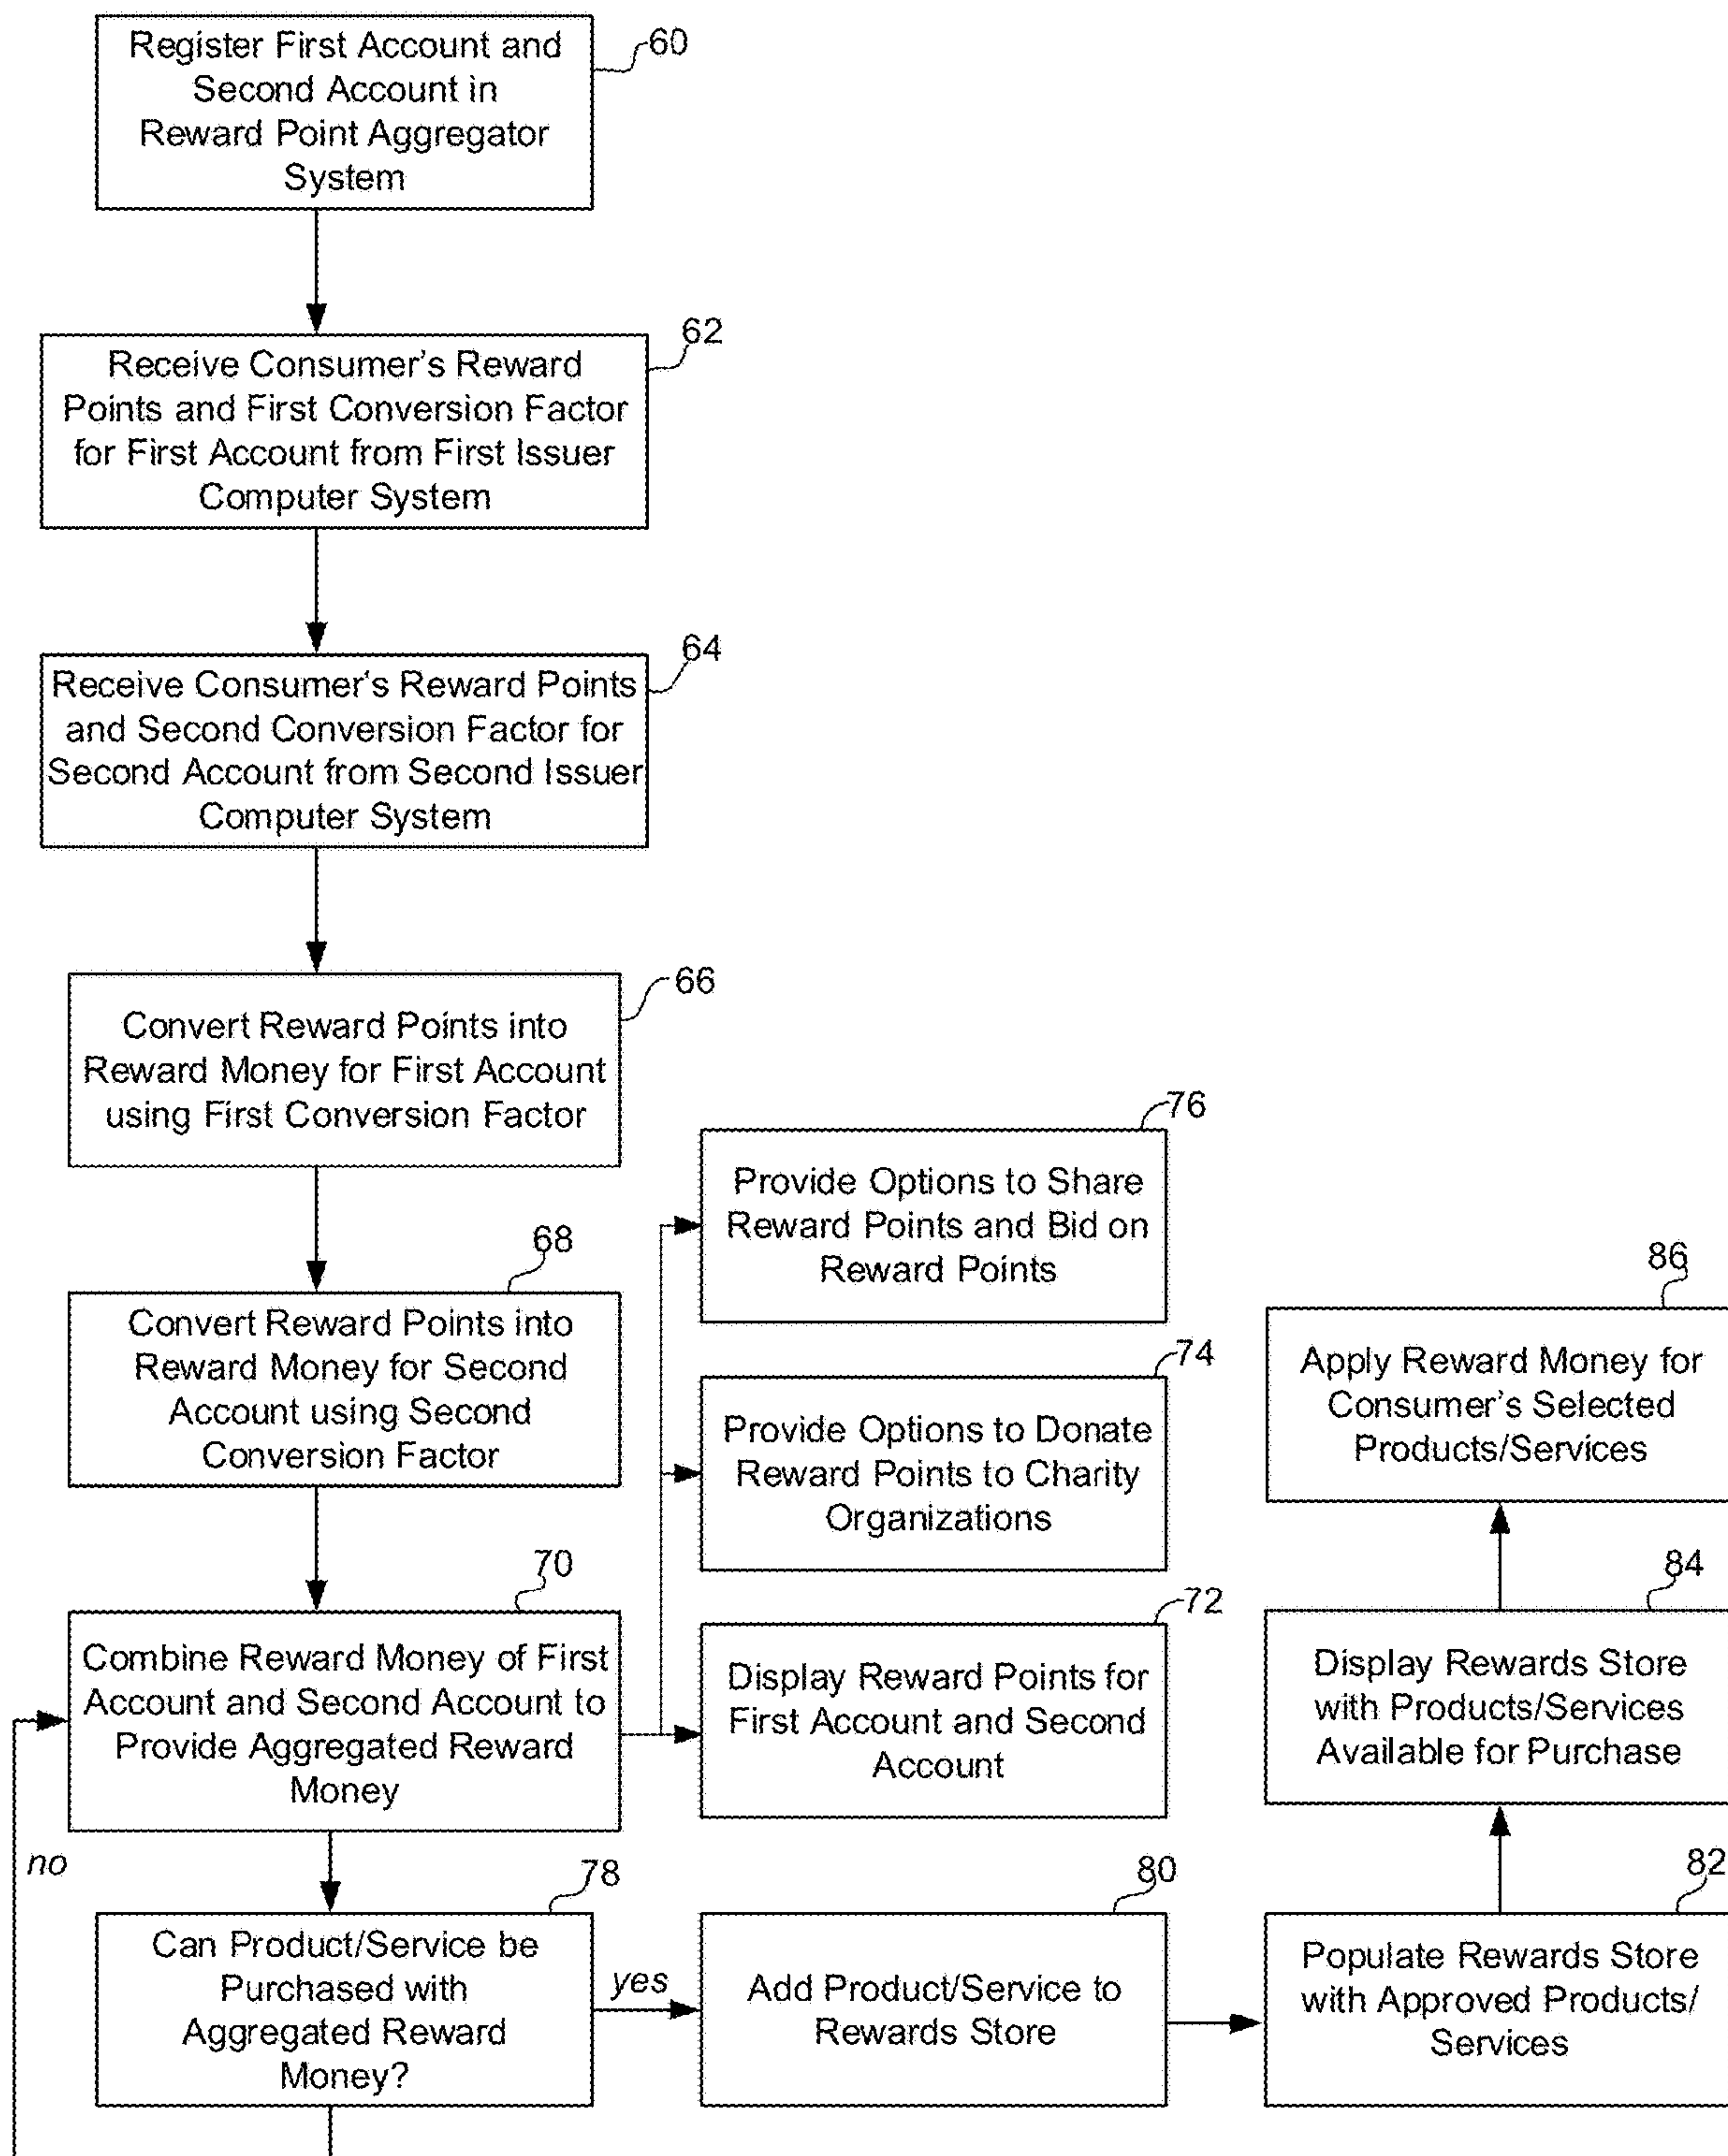 Register First Account and
Second Account in
Reward Point Aggregator
System
60
Receive Consumer's Reward
Points and First Conversion Factor
for First Account from First Issuer
Computer System
62
Receive Consumer's Reward Points
and Second Conversion Factor for
Second Account from Second Issuer
Computer System
64
Convert Reward Points into
Reward Money for First Account
using First Conversion Factor
66
Convert Reward Points into
Reward Money for Second
Account using Second
Conversion Factor
68
Combine Reward Money of First
Account and Second Account to
Provide Aggregated Reward
Money
70
76
Provide Options to Share
Reward Points and Bid on
Reward Points
74
Provide Options to Donate
Reward Points to Charity
Organizations
72
Display Reward Points for
First Account and Second
Account
no
78
Can Product/Service be
Purchased with
Aggregated Reward
Money?
yes
80
Add Product/Service to
Rewards Store
82
Populate Rewards Store
with Approved Products/
Services
84
Display Rewards Store
with Products/Services
Available for Purchase
86
Apply Reward Money for
Consumer's Selected
Products/Services